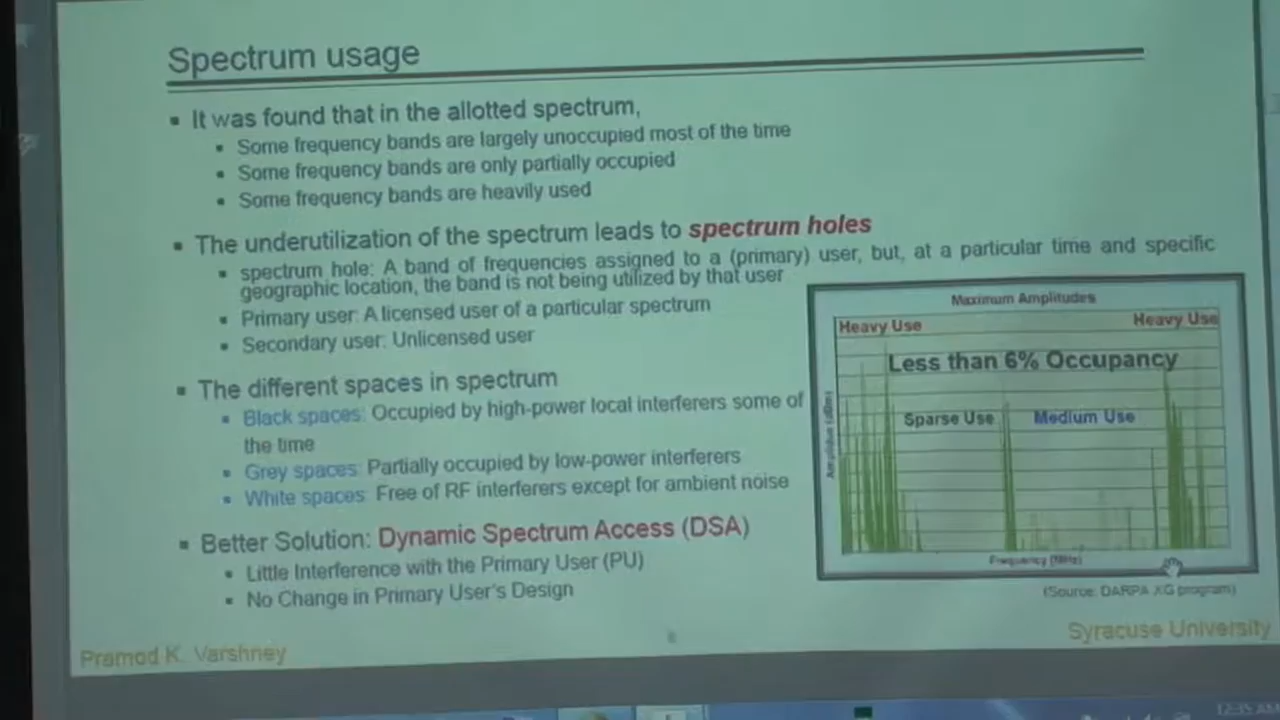 Spectrum usage
It was found that in the allotted spectrum,
Some frequency bands are largely unoccupied most of the time
Some frequency bands are only partially occupied
Some frequency bands are heavily used
The underutilization of the spectrum leads to spectrum holes
spectrum hole: A band of frequencies assigned to a (primary) user, but, at a particular time and specific
geographic location, the band is not being utilized by that user
Primary user: A licensed user of a particular spectrum
Secondary user: Unlicensed user
The different spaces in spectrum
Black spaces: Occupied by high-power local interferers some of
the time
Grey spaces: Partially occupied by low-power interferers
White spaces: Free of RF interferers except for ambient noise
Better Solution: Dynamic Spectrum Access (DSA)
Little Interference with the Primary User (PU)
No Change in Primary User's Design
Maximum Amplitudes
Heavy Use
Heavy Use
Less than 6% Occupancy
Sparse Use
Medium Use
Amplitude (dBm)
Frequency (MHz)
(Source: DARPA XG program)
Pramod K. Varshney
Syracuse University
12:35 AM